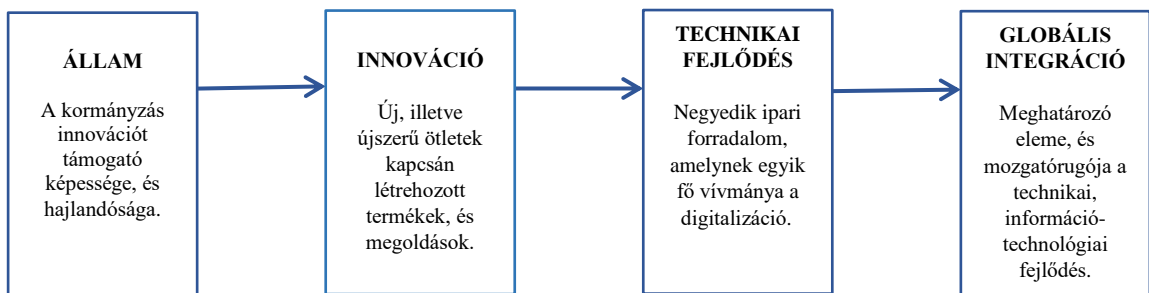 ÁLLAM
A kormányzás
innovációt
támogató
képessége, és
hajlandósága.
INNOVÁCIÓ
Új, illetve
újszerű ötletek
kapcsán
létrehozott
termékek, és
megoldások.
TECHNIKAI
FEJLŐDÉS
Negyedik ipari
forradalom,
amelynek egyik
fő vívmánya a
digitalizáció.
GLOBÁLIS
INTEGRÁCIÓ
Meghatározó
eleme, és
mozgatórugója a
technikai,
információ-
technológiai
fejlődés.